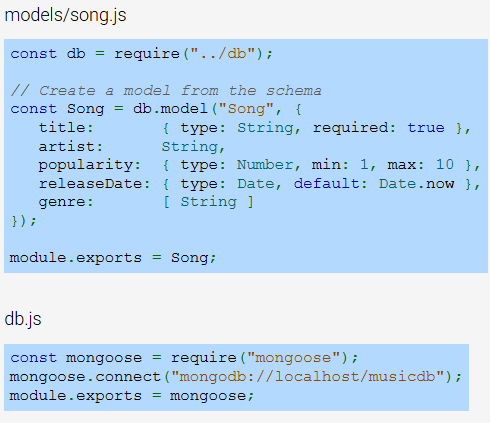 models/song.js
const db = require("../db");
// Create a model from the schema
const Song = db.model("Song", {
   title:       { type: String, required: true },
   artist:      String,
   popularity:  { type: Number, min: 1, max: 10 },
   releaseDate: { type: Date, default: Date.now },
   genre:       [ String ]
});
module.exports = Song;
db.js
const mongoose = require("mongoose");
mongoose.connect("mongodb://localhost/musicdb");
module.exports = mongoose;